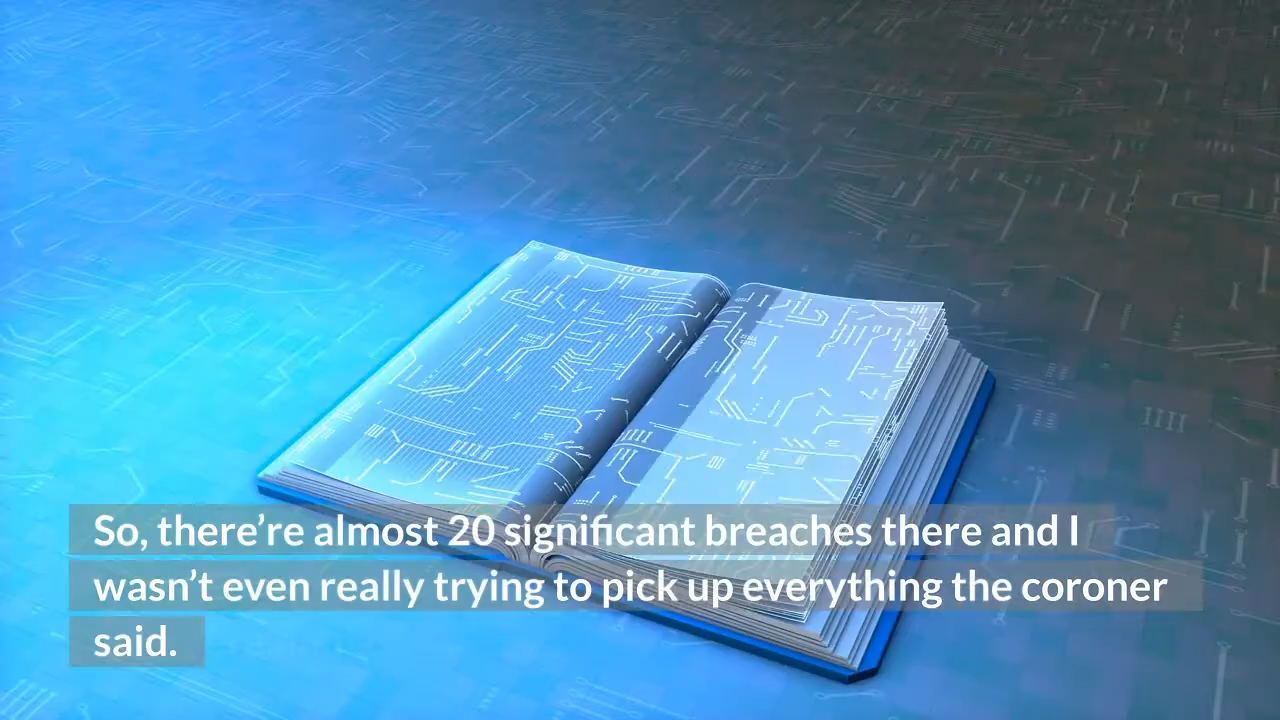 So, there’re almost 20 significant breaches there and I
wasn’t even really trying to pick up everything the coroner
said.